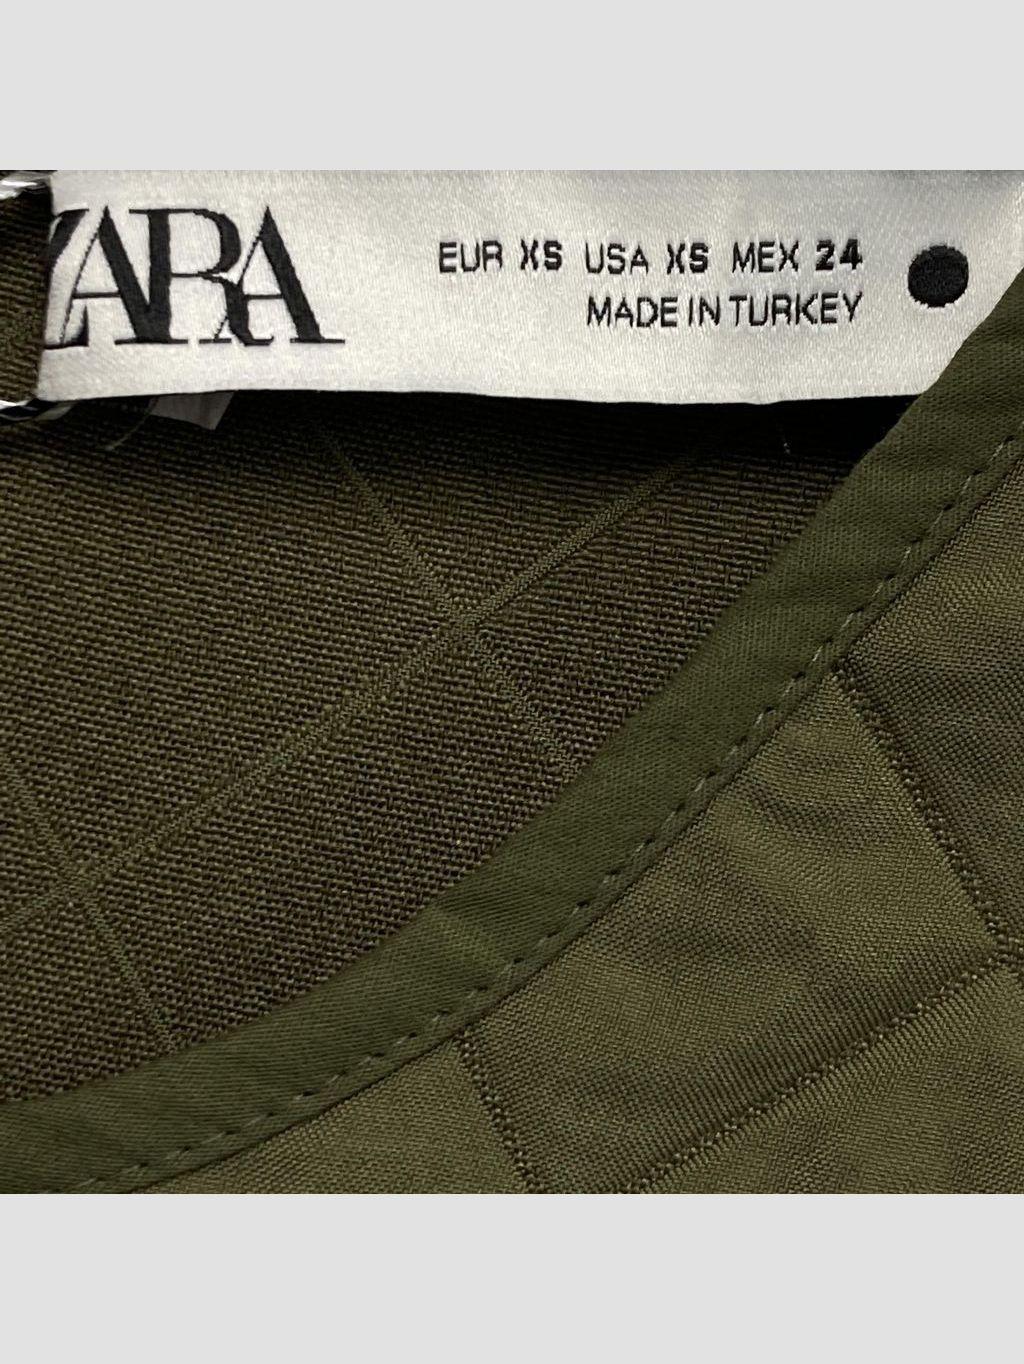 ZARA
EUR XS USA XS MEX 24
MADE IN TURKEY